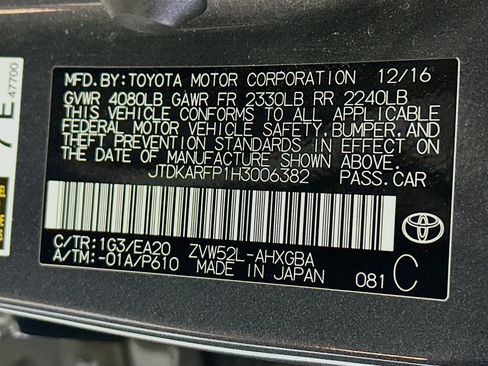 MFD. BY: TOYOTA MOTOR CORPORATION 12/16
GVWR 4080LB GAWR FR 2330LB RR 2240LB
THIS VEHICLE CONFORMS TO ALL APPLICABLE
FEDERAL MOTOR VEHICLE SAFETY, BUMPER, AND
THEFT PREVENTION STANDARDS IN EFFECT ON
THE DATE OF MANUFACTURE SHOWN ABOVE.
JTDKARFP1H3006382 PASS. CAR
C/TR: 1G3/EA20 ZVW52L-AHXGBA
A/TM: -01A/P610 MADE IN JAPAN 081 C
7E
47700